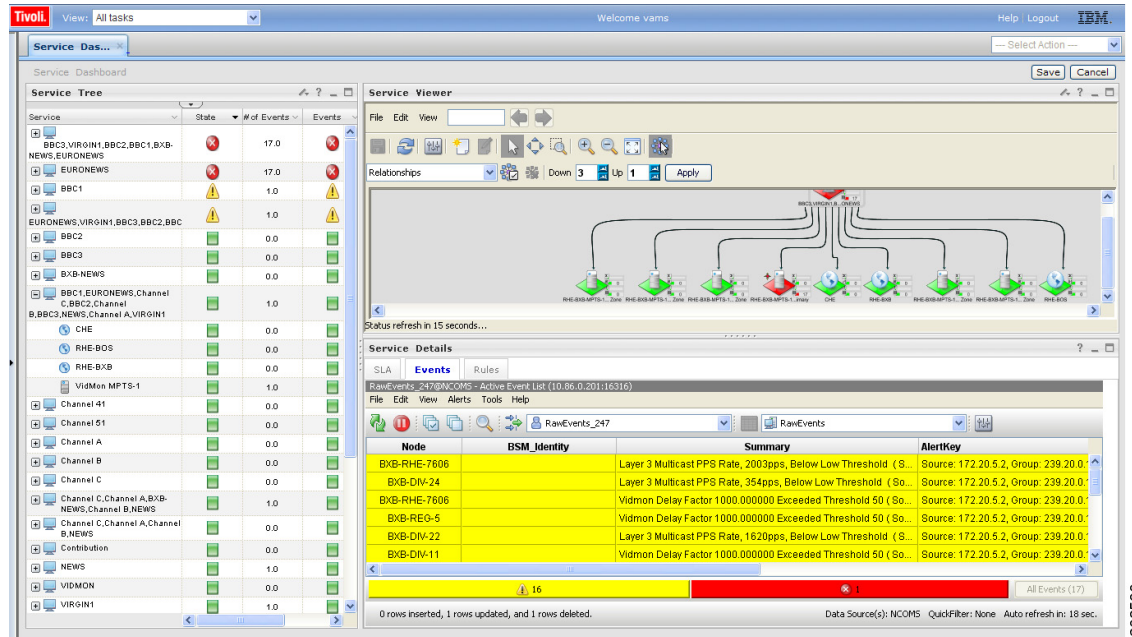 Tivoli. View: All tasks Welcome vams Help Logout IBM.
Service Das... --- Select Action ---
Service Dashboard Save Cancel
Service Tree ?
Service State # of Events Events
BBC3,VIRGIN1,BBC2,BBC1,BXB-
NEWS,EURONEWS 17.0
EURONEWS 17.0
BBC1 1.0
EURONEWS,VIRGIN1,BBC3,BBC2,BBC 1.0
BBC2 0.0
BBC3 0.0
BXB-NEWS 0.0
BBC1,EURONEWS,Channel
C,BBC2,Channel
B,BBC3,NEWS,Channel A,VIRGIN1 1.0
CHE 0.0
RHE-BOS 0.0
RHE-BXB 0.0
VidMon MPTS-1 1.0
Channel 41 0.0
Channel 51 0.0
Channel A 0.0
Channel B 0.0
Channel C 0.0
Channel C,Channel A,BXB-
NEWS,Channel B,NEWS 1.0
Channel C,Channel A,Channel
B,NEWS 0.0
Contribution 0.0
NEWS 1.0
VIDMON 0.0
VIRGIN1 1.0
Service Viewer ?
File Edit View
Relationships Down 3 Up 1 Apply
CHE RHE-BXB RHE-BOS
Status refresh in 15 seconds...
Service Details ?
SLA Events Rules
RawEvents_247@NCOMS - Active Event List (10.86.0.201:16316)
File Edit View Alerts Tools Help
RawEvents_247 RawEvents
Node BSM_Identity Summary AlertKey
BXB-RHE-7606 Layer 3 Multicast PPS Rate, 2003pps, Below Low Threshold ( S... Source: 172.20.5.2, Group: 239.20.0.
BXB-DIV-24 Layer 3 Multicast PPS Rate, 354pps, Below Low Threshold ( So... Source: 172.20.5.2, Group: 239.20.0.
BXB-RHE-7606 Vidmon Delay Factor 1000.000000 Exceeded Threshold 50 ( So... Source: 172.20.5.2, Group: 239.20.0.
BXB-REG-5 Vidmon Delay Factor 1000.000000 Exceeded Threshold 50 ( So... Source: 172.20.5.2, Group: 239.20.0.
BXB-DIV-22 Layer 3 Multicast PPS Rate, 1620pps, Below Low Threshold ( S... Source: 172.20.5.2, Group: 239.20.0.
BXB-DIV-11 Vidmon Delay Factor 1000.000000 Exceeded Threshold 50 ( So... Source: 172.20.5.2, Group: 239.20.0.
16 1 All Events (17)
0 rows inserted, 1 rows updated, and 1 rows deleted. Data Source(s): NCOMS QuickFilter: None Auto refresh in: 18 sec.